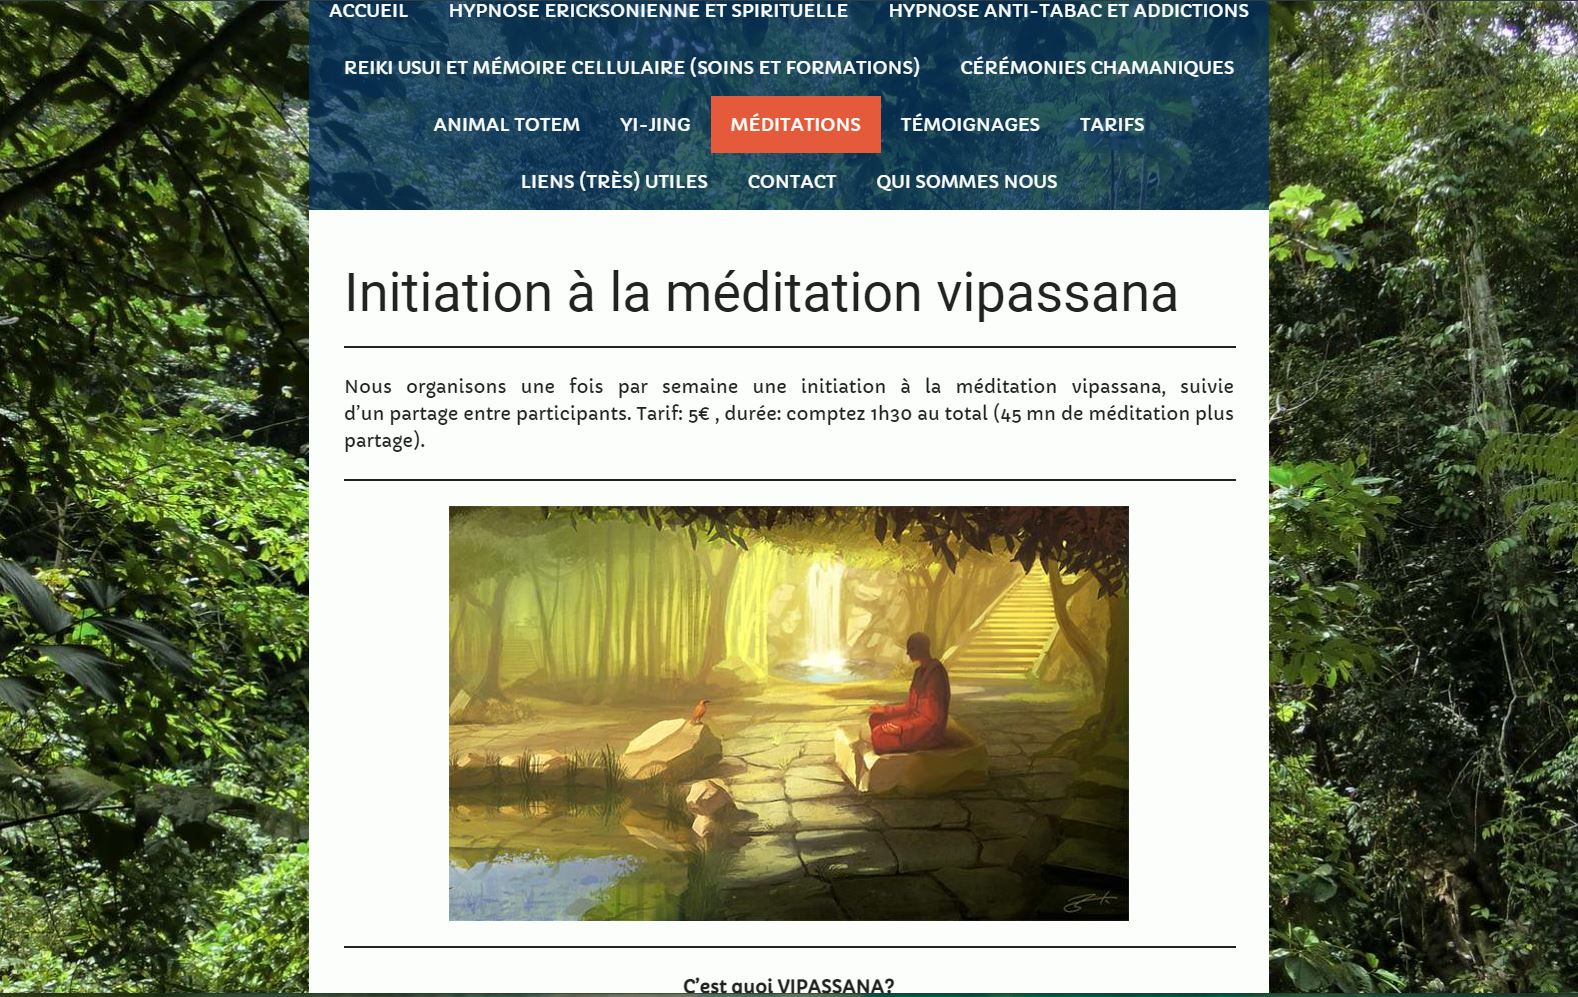 ACCUEIL HYPNOSE ERICKSONIENNE ET SPIRITUELLE HYPNOSE ANTI-TABAC ET ADDICTIONS
REIKI USUI ET MÉMOIRE CELLULAIRE (SOINS ET FORMATIONS) CÉRÉMONIES CHAMANIQUES
ANIMAL TOTEM YI-JING MÉDITATIONS TÉMOIGNAGES TARIFS
LIENS (TRÈS) UTILES CONTACT QUI SOMMES NOUS
Initiation à la méditation vipassana
Nous organisons une fois par semaine une initiation à la méditation vipassana, suivie
d’un partage entre participants. Tarif: 5€ , durée: comptez 1h30 au total (45 mn de méditation plus
partage).
C’est quoi VIPASSANA?